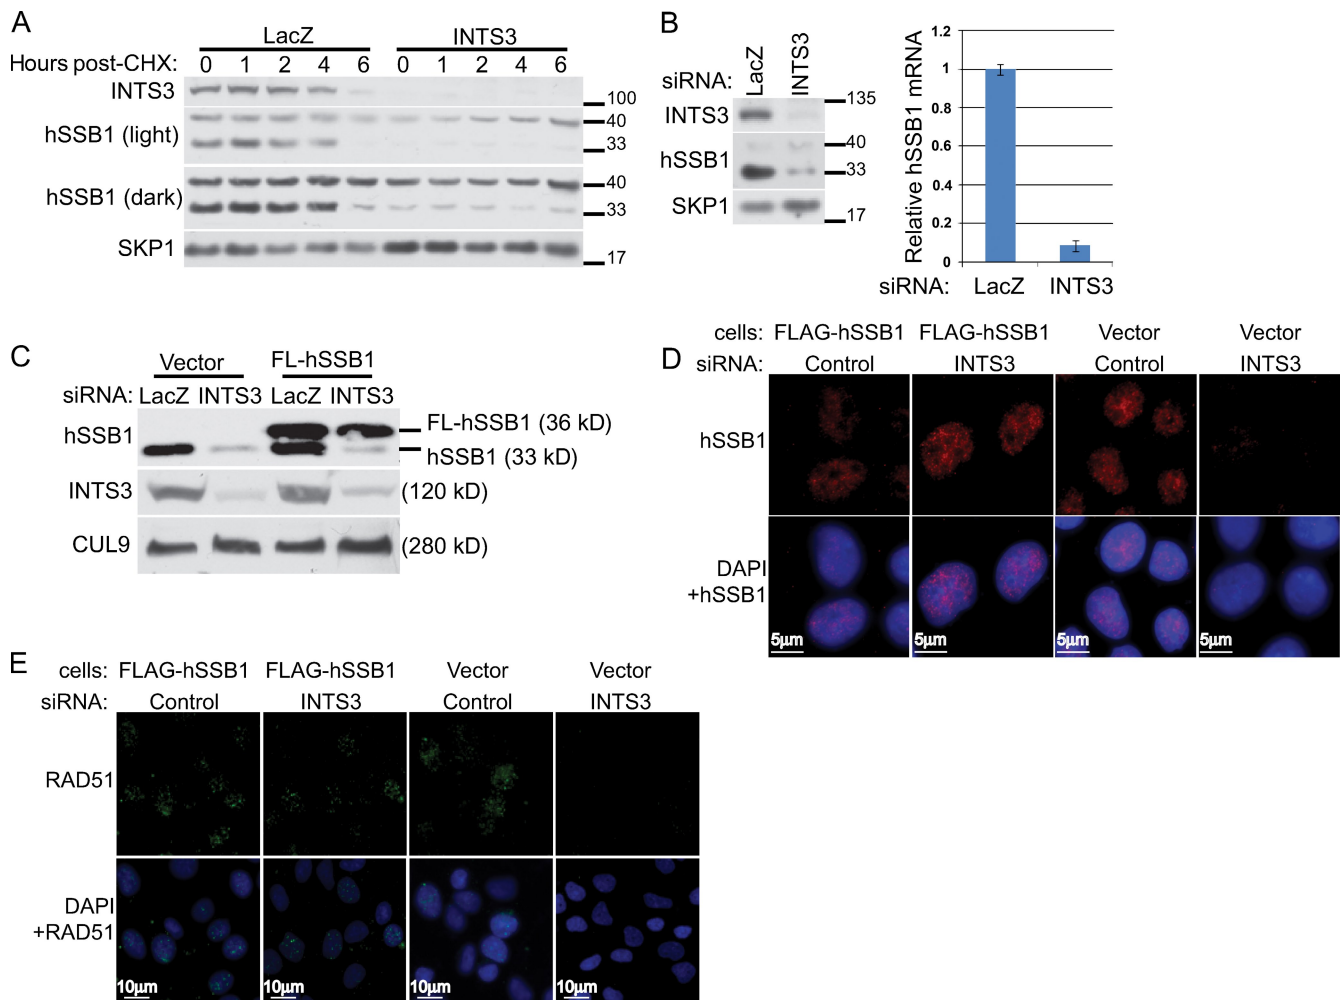 A
LacZ INTS3
Hours post-CHX: 0 1 2 4 6 0 1 2 4 6
INTS3
100
hSSB1 (light)
40
33
hSSB1 (dark)
40
33
SKP1
17
B
siRNA: LacZ INTS3
INTS3
135
hSSB1
40
33
SKP1
17
Relative hSSB1 mRNA
1.2
1
0.8
0.6
0.4
0.2
0
siRNA: LacZ INTS3
C
Vector FL-hSSB1
siRNA: LacZ INTS3 LacZ INTS3
hSSB1
FL-hSSB1 (36 kD)
hSSB1 (33 kD)
INTS3 (120 kD)
CUL9 (280 kD)
D
cells: FLAG-hSSB1 FLAG-hSSB1 Vector Vector
siRNA: Control INTS3 Control INTS3
hSSB1
DAPI
+hSSB1
5µm 5µm 5µm 5µm
E
cells: FLAG-hSSB1 FLAG-hSSB1 Vector Vector
siRNA: Control INTS3 Control INTS3
RAD51
DAPI
+RAD51
10µm 10µm 10µm 10µm